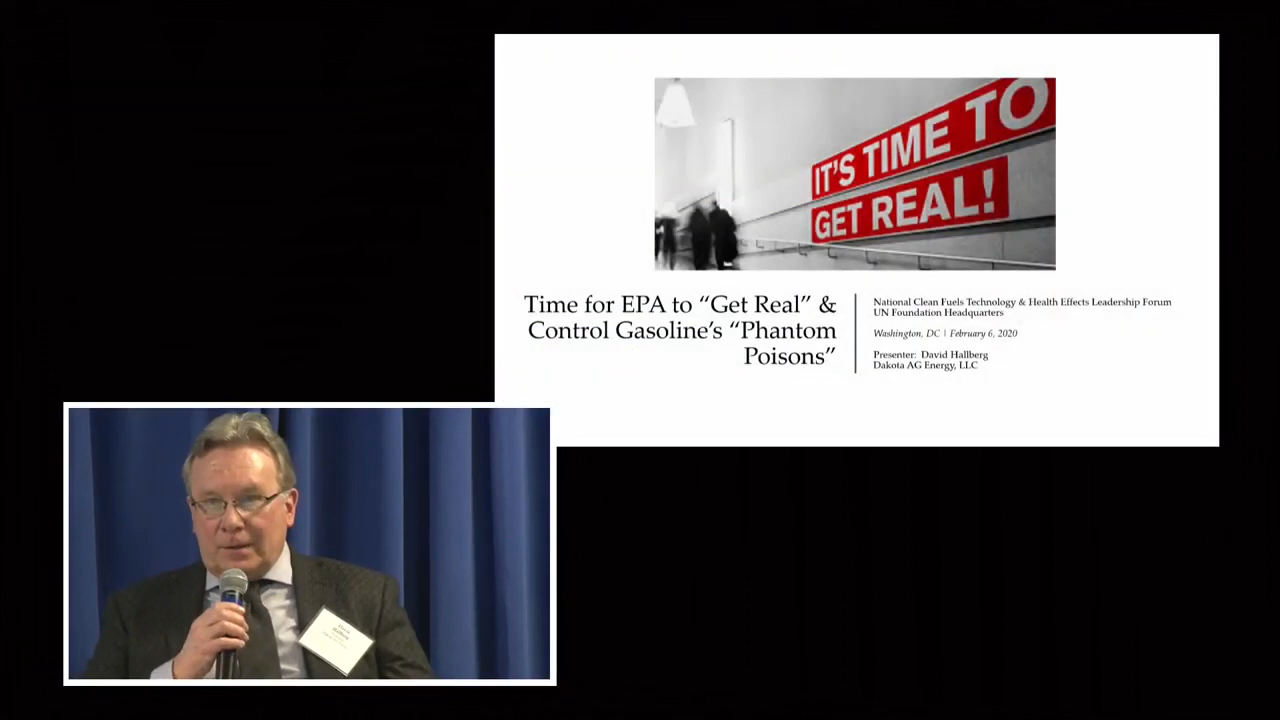 IT'S TIME TO
GET REAL!
Time for EPA to “Get Real” &
Control Gasoline’s “Phantom
Poisons”
National Clean Fuels Technology & Health Effects Leadership Forum
UN Foundation Headquarters
Washington, DC | February 6, 2020
Presenter: David Hallberg
Dakota AG Energy, LLC
Hallberg